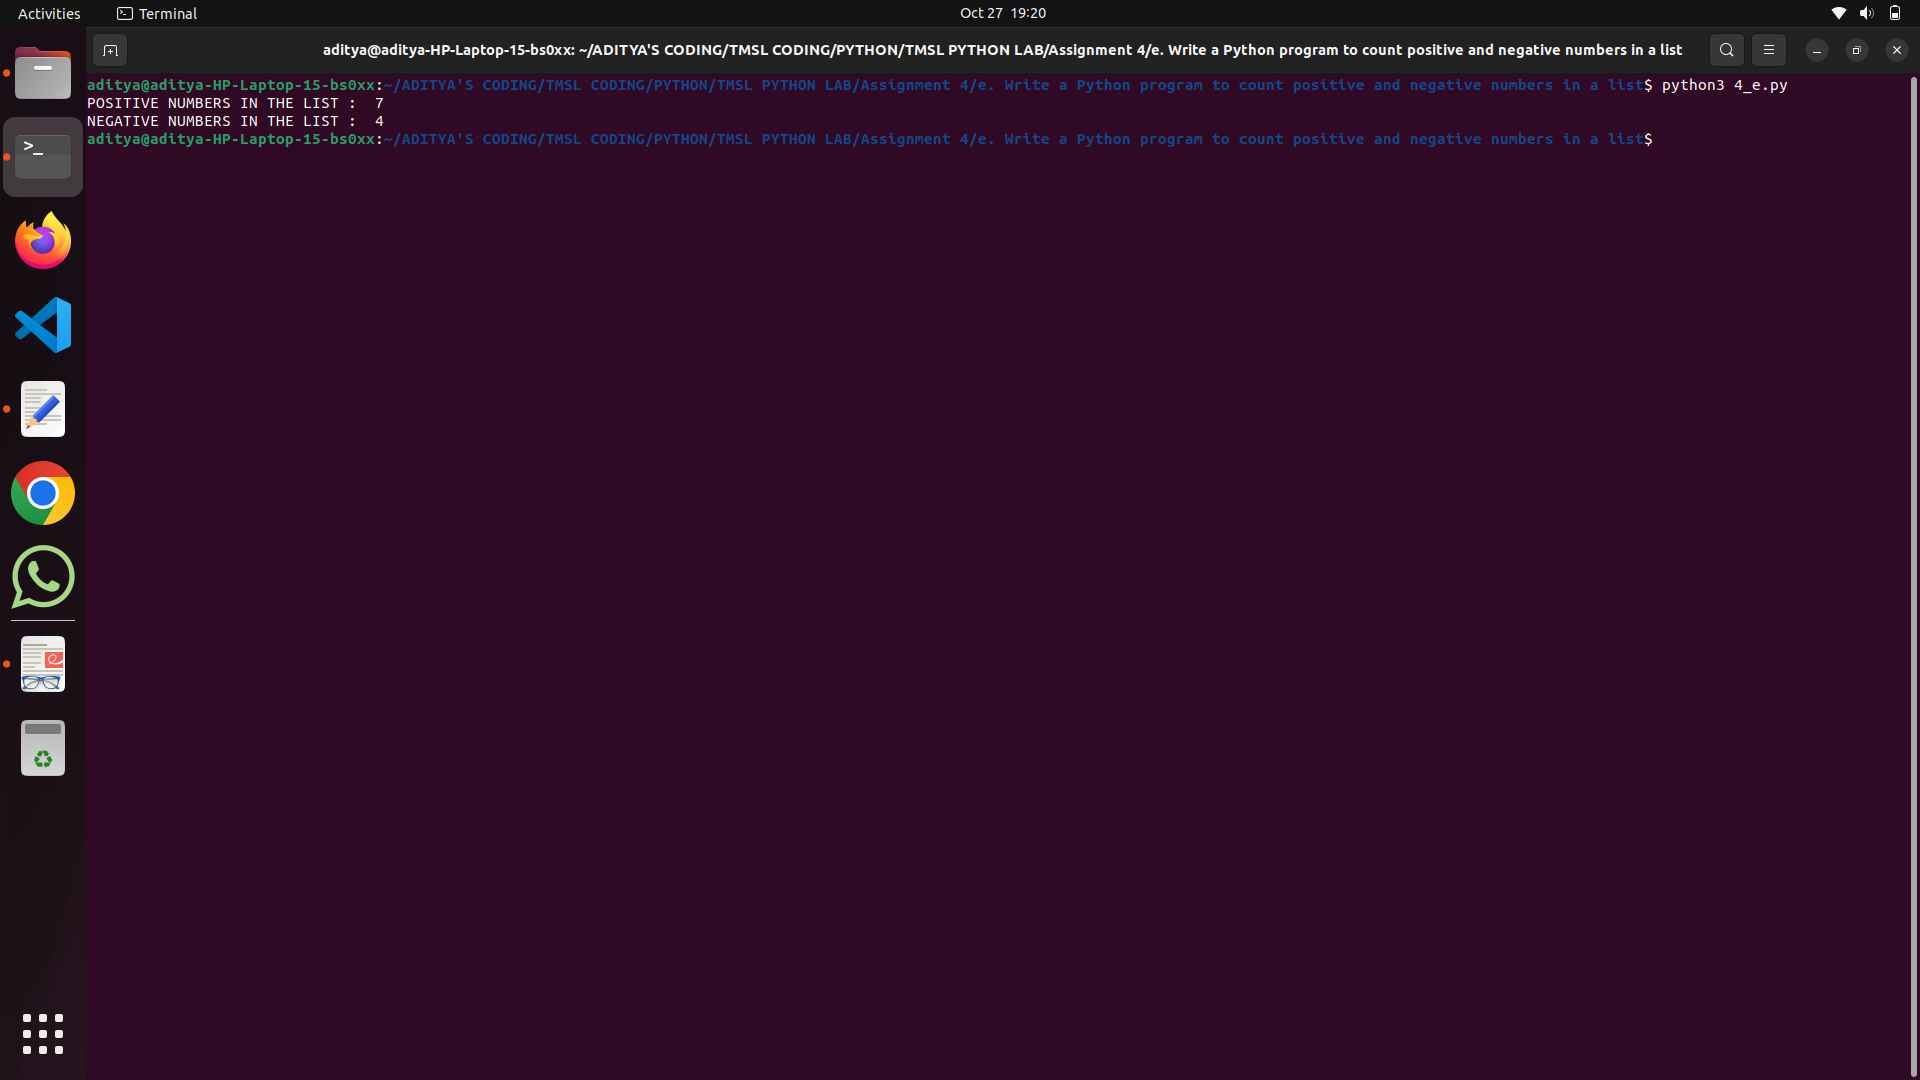 Activities Terminal Oct 27 19:20
aditya@aditya-HP-Laptop-15-bs0xx: ~/ADITYA'S CODING/TMSL CODING/PYTHON/TMSL PYTHON LAB/Assignment 4/e. Write a Python program to count positive and negative numbers in a list
aditya@aditya-HP-Laptop-15-bs0xx:~/ADITYA'S CODING/TMSL CODING/PYTHON/TMSL PYTHON LAB/Assignment 4/e. Write a Python program to count positive and negative numbers in a list$ python3 4_e.py
POSITIVE NUMBERS IN THE LIST :  7
NEGATIVE NUMBERS IN THE LIST :  4
aditya@aditya-HP-Laptop-15-bs0xx:~/ADITYA'S CODING/TMSL CODING/PYTHON/TMSL PYTHON LAB/Assignment 4/e. Write a Python program to count positive and negative numbers in a list$